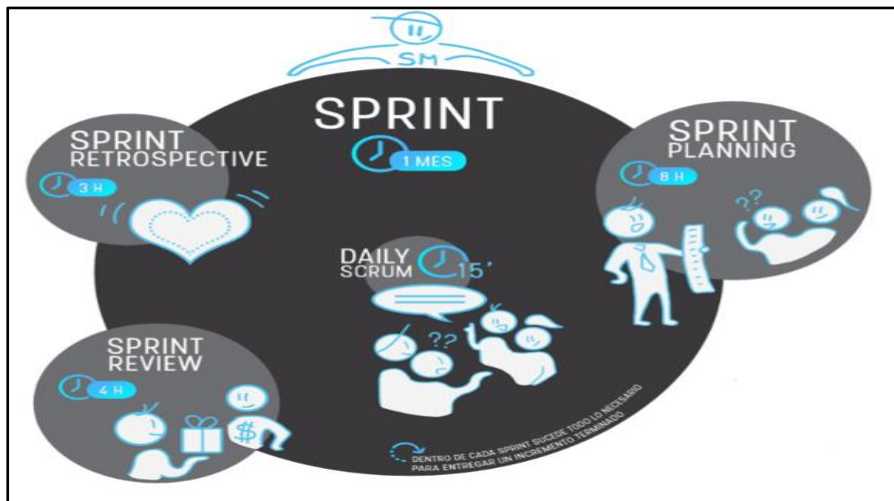 SM
SPRINT
1 MES
SPRINT
RETROSPECTIVE
3 H
SPRINT
PLANNING
8 H
??
DAILY
SCRUM
15'
??
SPRINT
REVIEW
4 H
$
DENTRO DE CADA SPRINT SUCEDE TODO LO NECESARIO
PARA ENTREGAR UN INCREMENTO TERMINADO